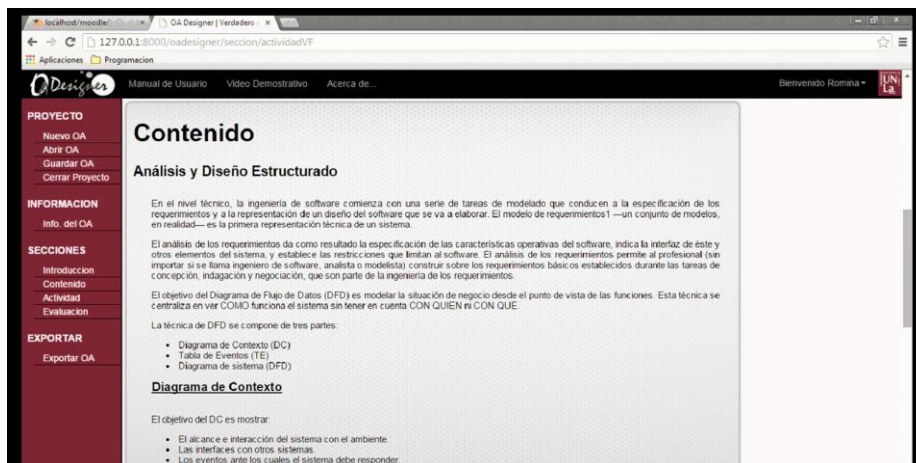 localhost/moodle/
OA Designer | Verdadero
127.0.0.1:8000/oadesigner/seccion/actividadVF
Aplicaciones
Programacion
OADesigner
Manual de Usuario
Video Demostrativo
Acerca de...
Bienvenido Romina
UNLa
PROYECTO
Nuevo OA
Abrir OA
Guardar OA
Cerrar Proyecto
INFORMACION
Info. del OA
SECCIONES
Introduccion
Contenido
Actividad
Evaluacion
EXPORTAR
Exportar OA
Contenido
Análisis y Diseño Estructurado
En el nivel técnico, la ingeniería de software comienza con una serie de tareas de modelado que conducen a la especificación de los
requerimientos y a la representación de un diseño del software que se va a elaborar. El modelo de requerimientos1 —un conjunto de modelos,
en realidad— es la primera representación técnica de un sistema.
El análisis de los requerimientos da como resultado la especificación de las características operativas del software, indica la interfaz de éste y
otros elementos del sistema, y establece las restricciones que limitan al software. El análisis de los requerimientos permite al profesional (sin
importar si se llama ingeniero de software, analista o modelista) construir sobre los requerimientos básicos establecidos durante las tareas de
concepción, indagación y negociación, que son parte de la ingeniería de los requerimientos.
El objetivo del Diagrama de Flujo de Datos (DFD) es modelar la situación de negocio desde el punto de vista de las funciones. Esta técnica se
centraliza en ver COMO funciona el sistema sin tener en cuenta CON QUIEN ni CON QUE.
La técnica de DFD se compone de tres partes:
• Diagrama de Contexto (DC)
• Tabla de Eventos (TE)
• Diagrama de sistema (DFD)
Diagrama de Contexto
El objetivo del DC es mostrar:
• El alcance e interacción del sistema con el ambiente.
• Las interfaces con otros sistemas.
• Los eventos ante los cuales el sistema debe responder.